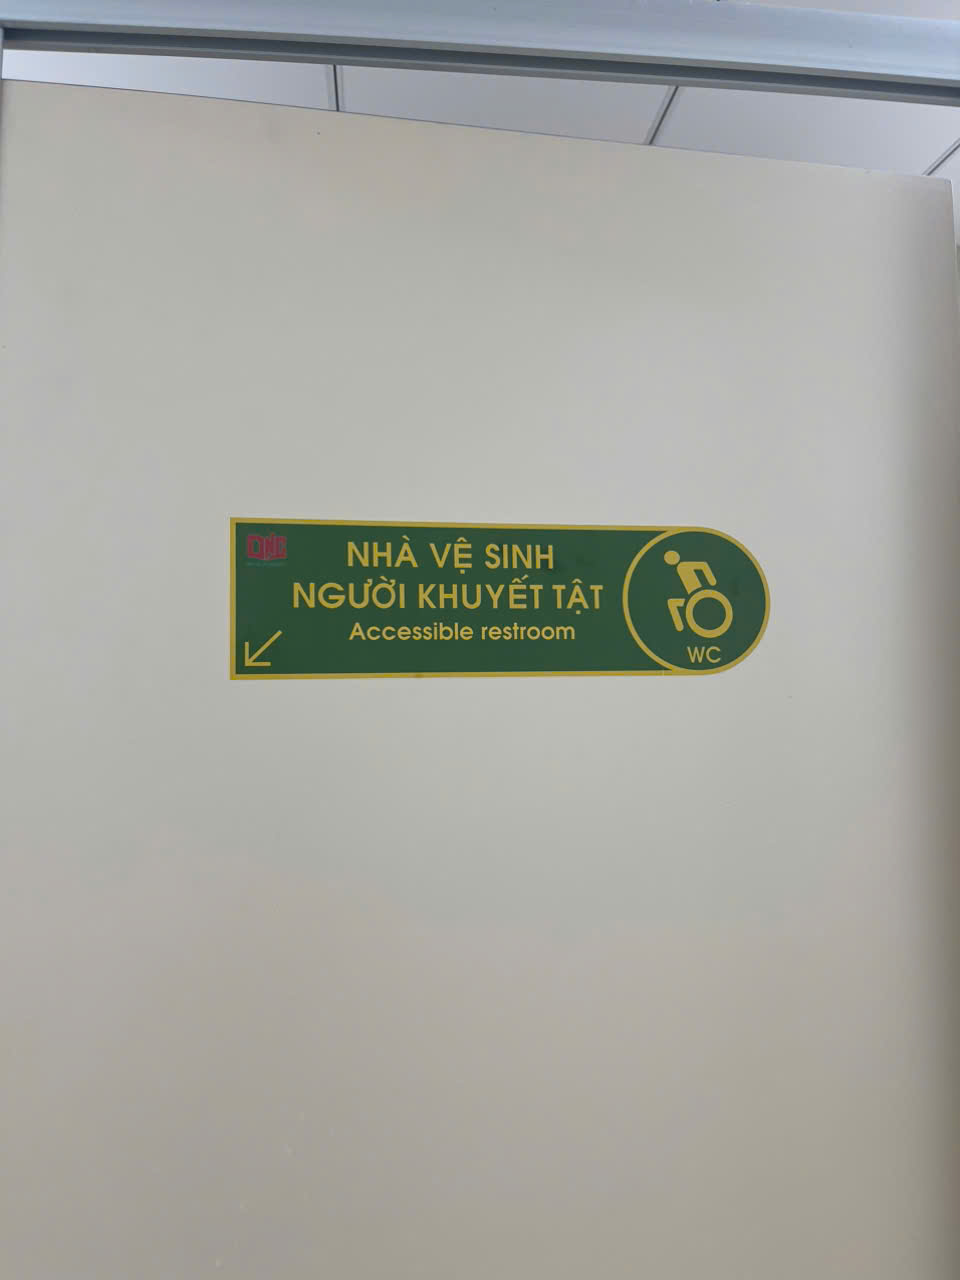 NHÀ VỆ SINH
NGƯỜI KHUYẾT TẬT
Accessible restroom
WC